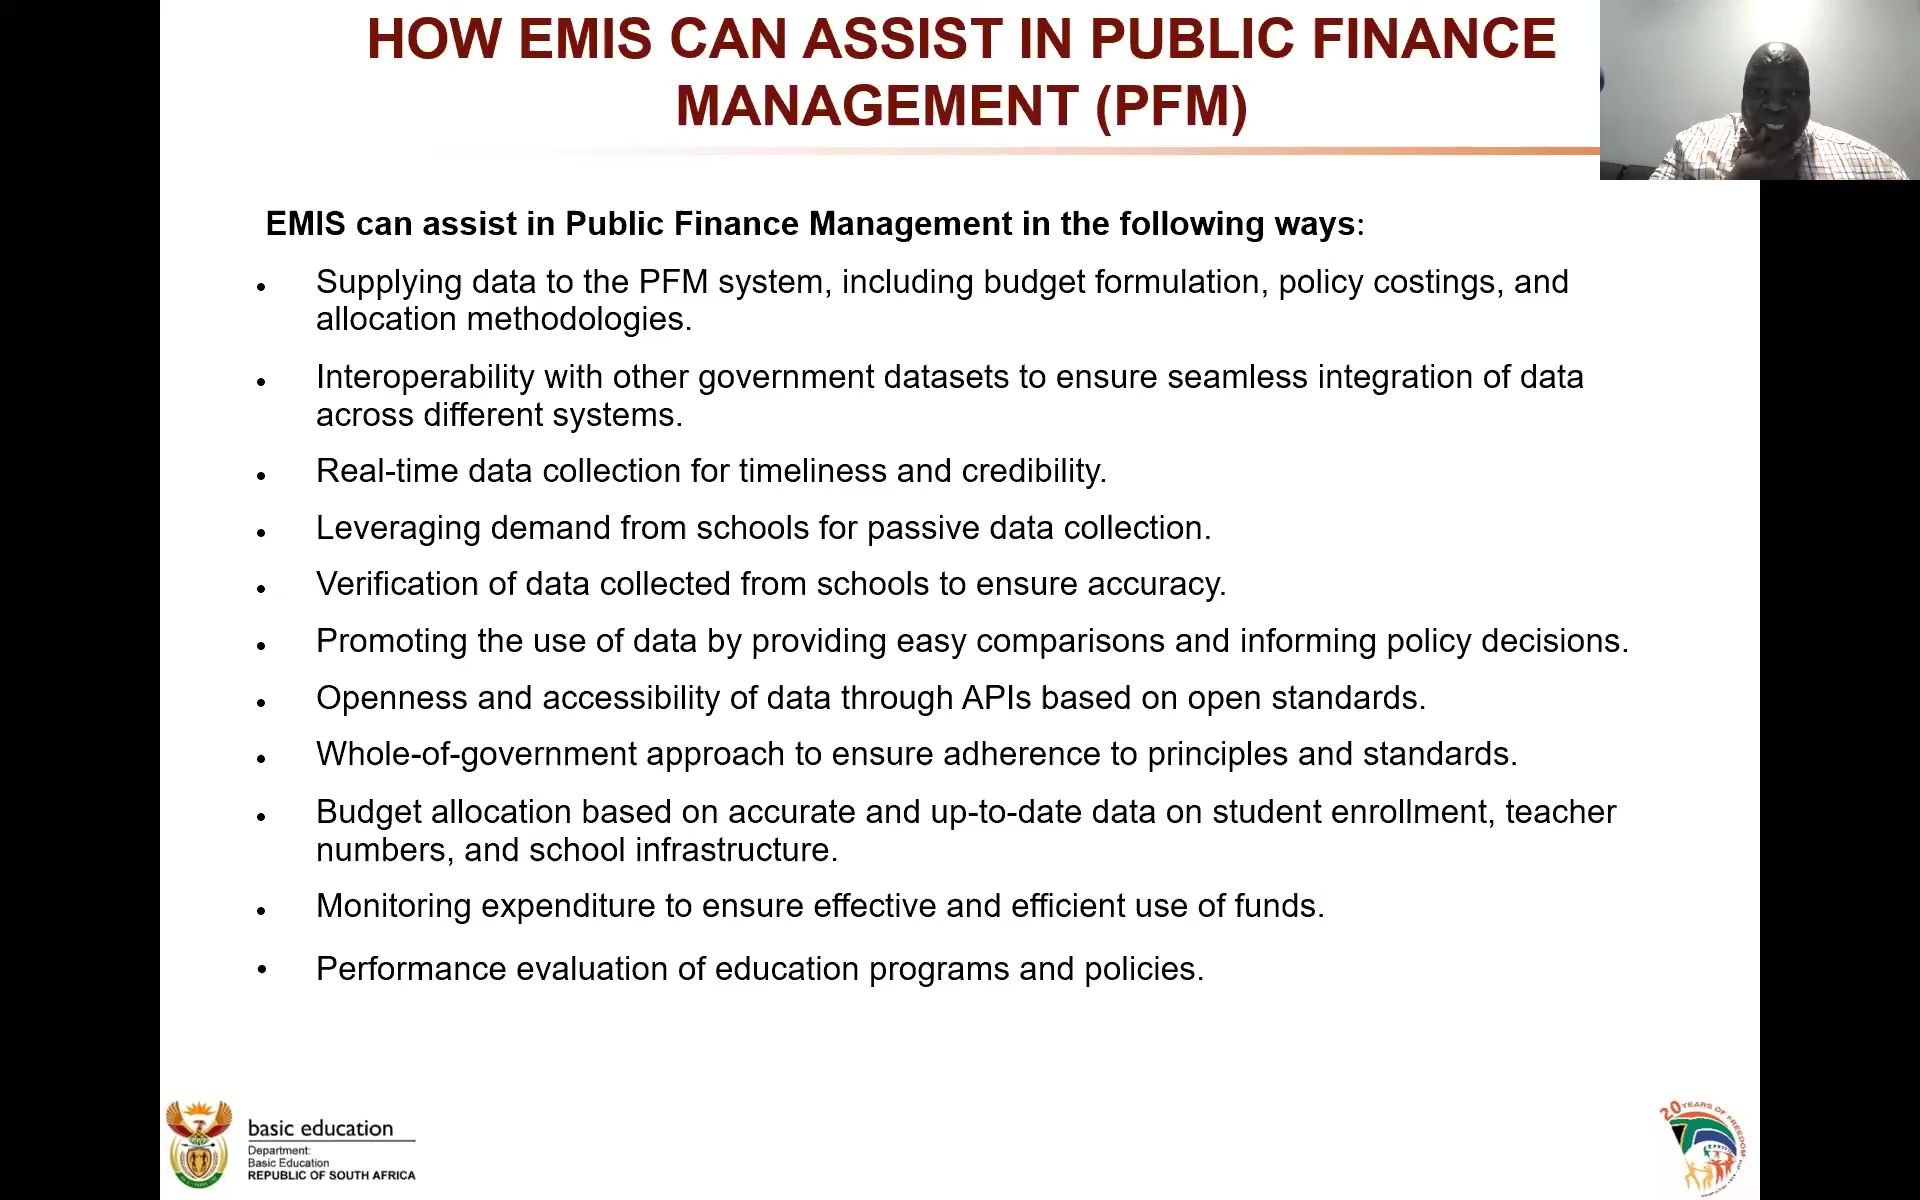 HOW EMIS CAN ASSIST IN PUBLIC FINANCE
MANAGEMENT (PFM)
EMIS can assist in Public Finance Management in the following ways:
• Supplying data to the PFM system, including budget formulation, policy costings, and
allocation methodologies.
• Interoperability with other government datasets to ensure seamless integration of data
across different systems.
• Real-time data collection for timeliness and credibility.
• Leveraging demand from schools for passive data collection.
• Verification of data collected from schools to ensure accuracy.
• Promoting the use of data by providing easy comparisons and informing policy decisions.
• Openness and accessibility of data through APIs based on open standards.
• Whole-of-government approach to ensure adherence to principles and standards.
• Budget allocation based on accurate and up-to-date data on student enrollment, teacher
numbers, and school infrastructure.
• Monitoring expenditure to ensure effective and efficient use of funds.
• Performance evaluation of education programs and policies.
basic education
Department:
Basic Education
REPUBLIC OF SOUTH AFRICA
20 YEARS OF FREEDOM